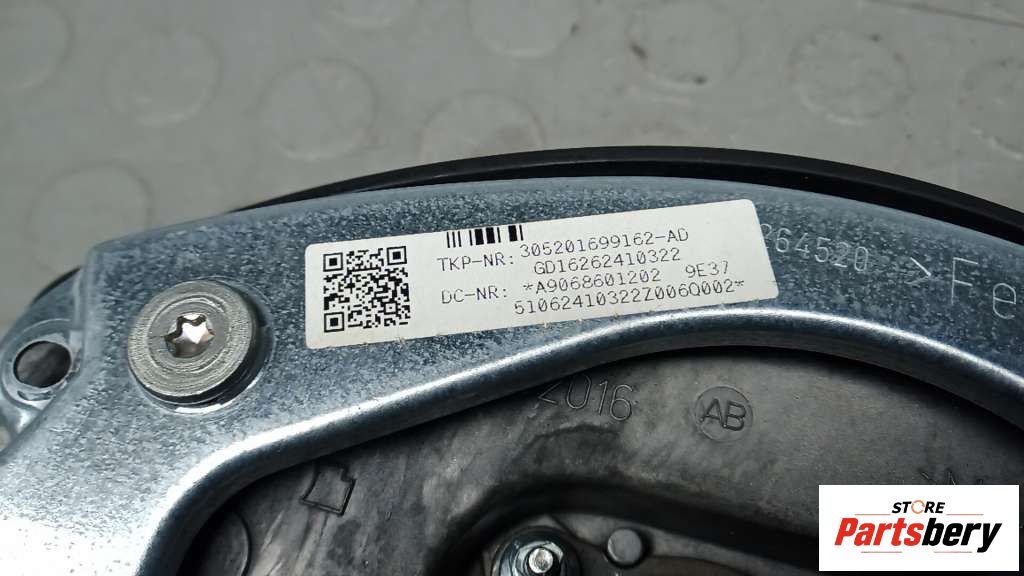 TKP-NR: 305201699162-AD
GD16262410322
DC-NR: *A9068601202 9E37
51062410322Z006Q002*
264520 >Fe
2016 AB
STORE
Partsbery